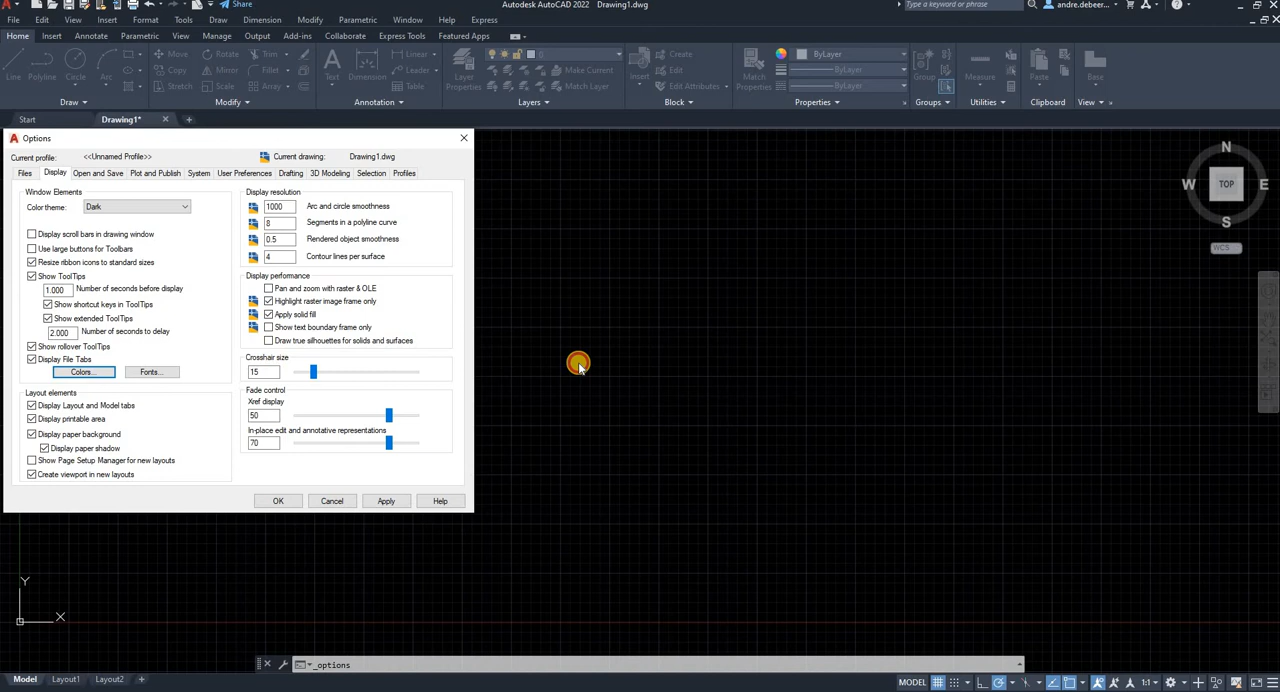 Share
Autodesk AutoCAD 2022 Drawing1.dwg
Type a keyword or phrase
andre.debeer...
File Edit View Insert Format Tools Draw Dimension Modify Parametric Window Help Express
Home Insert Annotate Parametric View Manage Output Add-ins Collaborate Express Tools Featured Apps
Line Polyline Circle Arc
Move Rotate Trim
Copy Mirror Fillet
Stretch Scale Array
Text Dimension
Linear
Leader
Table
Layer Properties
0
Make Current
Match Layer
Insert
Create
Edit
Edit Attributes
Match Properties
ByLayer
ByLayer
ByLayer
Group
Measure
Paste
Base
Draw Modify Annotation Layers Block Properties Groups Utilities Clipboard View
Start Drawing1*
Options
Current profile: <<Unnamed Profile>> Current drawing: Drawing1.dwg
Files Display Open and Save Plot and Publish System User Preferences Drafting 3D Modeling Selection Profiles
Window Elements
Color theme: Dark
Display scroll bars in drawing window
Use large buttons for Toolbars
Resize ribbon icons to standard sizes
Show ToolTips
1.000 Number of seconds before display
Show shortcut keys in ToolTips
Show extended ToolTips
2.000 Number of seconds to delay
Show rollover ToolTips
Display File Tabs
Colors... Fonts...
Layout elements
Display Layout and Model tabs
Display printable area
Display paper background
Display paper shadow
Show Page Setup Manager for new layouts
Create viewport in new layouts
Display resolution
1000 Arc and circle smoothness
8 Segments in a polyline curve
0.5 Rendered object smoothness
4 Contour lines per surface
Display performance
Pan and zoom with raster & OLE
Highlight raster image frame only
Apply solid fill
Show text boundary frame only
Draw true silhouettes for solids and surfaces
Crosshair size
15
Fade control
Xref display
50
In-place edit and annotative representations
70
OK Cancel Apply Help
N
W TOP E
S
WCS
Y
X
_options
Model Layout1 Layout2 +
MODEL 1:1